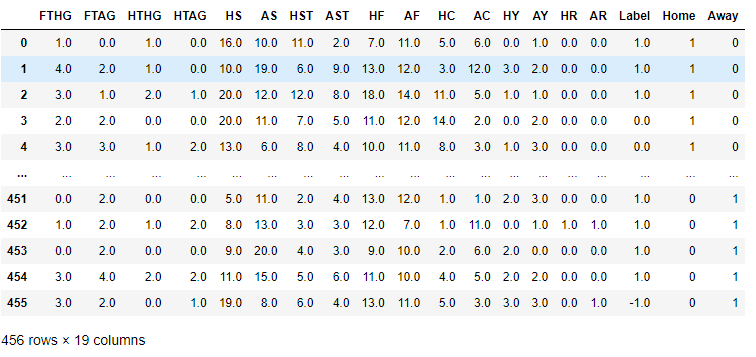 FTHG FTAG HTHG HTAG HS AS HST AST HF AF HC AC HY AY HR AR Label Home Away
0 1.0 0.0 1.0 0.0 16.0 10.0 11.0 2.0 7.0 11.0 5.0 6.0 0.0 1.0 0.0 0.0 1.0 1 0
1 4.0 2.0 1.0 0.0 10.0 19.0 6.0 9.0 13.0 12.0 3.0 12.0 3.0 2.0 0.0 0.0 1.0 1 0
2 3.0 1.0 2.0 1.0 20.0 12.0 12.0 8.0 18.0 14.0 11.0 5.0 1.0 1.0 0.0 0.0 1.0 1 0
3 2.0 2.0 0.0 0.0 20.0 11.0 7.0 5.0 11.0 12.0 14.0 2.0 0.0 2.0 0.0 0.0 0.0 1 0
4 3.0 3.0 1.0 2.0 13.0 6.0 8.0 4.0 10.0 11.0 8.0 3.0 1.0 3.0 0.0 0.0 0.0 1 0
... ... ... ... ... ... ... ... ... ... ... ... ... ... ... ... ... ... ... ...
451 0.0 2.0 0.0 0.0 5.0 11.0 2.0 4.0 13.0 12.0 1.0 1.0 2.0 3.0 0.0 0.0 1.0 0 1
452 1.0 2.0 1.0 2.0 8.0 13.0 3.0 3.0 12.0 7.0 1.0 11.0 0.0 1.0 1.0 1.0 1.0 0 1
453 0.0 2.0 0.0 0.0 9.0 20.0 4.0 3.0 9.0 10.0 2.0 6.0 2.0 0.0 0.0 0.0 1.0 0 1
454 3.0 4.0 2.0 2.0 11.0 15.0 5.0 6.0 11.0 10.0 4.0 5.0 2.0 2.0 0.0 0.0 1.0 0 1
455 3.0 2.0 0.0 1.0 19.0 8.0 6.0 4.0 13.0 11.0 5.0 3.0 3.0 3.0 0.0 1.0 -1.0 0 1
456 rows × 19 columns